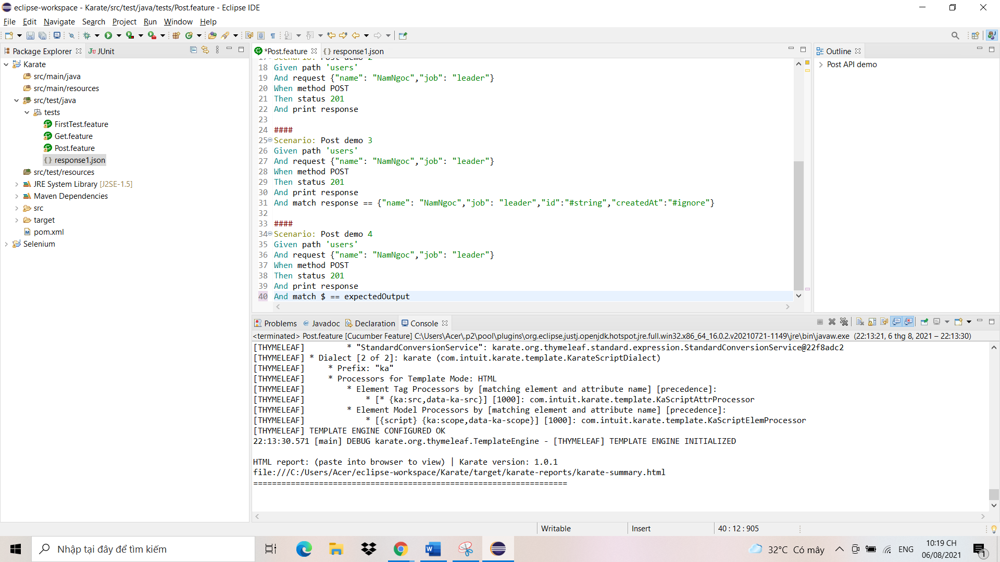 eclipse-workspace - Karate/src/test/java/tests/Post.feature - Eclipse IDE
File Edit Navigate Search Project Run Window Help
Package Explorer
JUnit
Karate
src/main/java
src/main/resources
src/test/java
tests
FirstTest.feature
Get.feature
Post.feature
response1.json
src/test/resources
JRE System Library [J2SE-1.5]
Maven Dependencies
src
target
pom.xml
Selenium
*Post.feature
response1.json
17 Scenario: Post demo 2
18 Given path 'users'
19 And request {"name": "NamNgoc","job": "leader"}
20 When method POST
21 Then status 201
22 And print response
23
24 ####
25 Scenario: Post demo 3
26 Given path 'users'
27 And request {"name": "NamNgoc","job": "leader"}
28 When method POST
29 Then status 201
30 And print response
31 And match response == {"name": "NamNgoc","job": "leader","id":"#string","createdAt":"#ignore"}
32
33 ####
34 Scenario: Post demo 4
35 Given path 'users'
36 And request {"name": "NamNgoc","job": "leader"}
37 When method POST
38 Then status 201
39 And print response
40 And match $ == expectedOutput
Outline
Post API demo
Problems @ Javadoc Declaration Console
<terminated> Post.feature [Cucumber Feature] C:\Users\Acer\.p2\pool\plugins\org.eclipse.justj.openjdk.hotspot.jre.full.win32.x86_64_16.0.2.v20210721-1149\jre\bin\javaw.exe (22:13:21, 6 thg 8, 2021 – 22:13:30)
[THYMELEAF]         * "StandardConversionService": karate.org.thymeleaf.standard.expression.StandardConversionService@22f8adc2
[THYMELEAF] * Dialect [2 of 2]: karate (com.intuit.karate.template.KarateScriptDialect)
[THYMELEAF]     * Prefix: "ka"
[THYMELEAF]     * Processors for Template Mode: HTML
[THYMELEAF]         * Element Tag Processors by [matching element and attribute name] [precedence]:
[THYMELEAF]             * [* {ka:src,data-ka-src}] [1000]: com.intuit.karate.template.KaScriptAttrProcessor
[THYMELEAF]         * Element Model Processors by [matching element and attribute name] [precedence]:
[THYMELEAF]             * [{script} {ka:scope,data-ka-scope}] [1000]: com.intuit.karate.template.KaScriptElemProcessor
[THYMELEAF] TEMPLATE ENGINE CONFIGURED OK
22:13:30.571 [main] DEBUG karate.org.thymeleaf.TemplateEngine - [THYMELEAF] TEMPLATE ENGINE INITIALIZED
HTML report: (paste into browser to view) | Karate version: 1.0.1
file:///C:/Users/Acer/eclipse-workspace/Karate/target/karate-reports/karate-summary.html
===================================================================
Writable Insert 40 : 12 : 905
Nhập tại đây để tìm kiếm
32°C Có mây
ENG
10:19 CH
06/08/2021
1